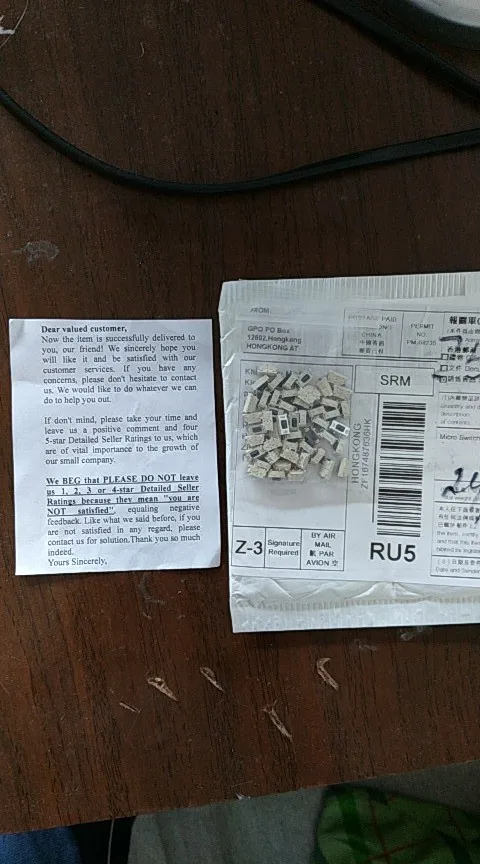 Dear valued customer,
Now the item is successfully delivered to
you, our friend! We sincerely hope you
will like it and be satisfied with our
customer services. If you have any
concerns, please don't hesitate to contact
us. We would like to do whatever we can
do to help you out.
If don't mind, please take your time and
leave us a positive comment and four
5-star Detailed Seller Ratings to us, which
are of vital importance to the growth of
our small company.
We BEG that PLEASE DO NOT leave
us 1, 2, 3 or 4-star Detailed Seller
Ratings because they mean "you are
NOT satisfied", equaling negative
feedback. Like what we said before, if you
are not satisfied in any regard, please
contact us for solution.Thank you so much
indeed.
Yours Sincerely,
FROM:
GPO PO Box
12602,Hongkong
HONGKONG AT
POSTAGE PAID
CHINA
PERMIT
NO.
SRM
Micro Switch
HONGKONG
Z-3
Signature
Required
BY AIR
MAIL
PAR
AVION 空
RU5